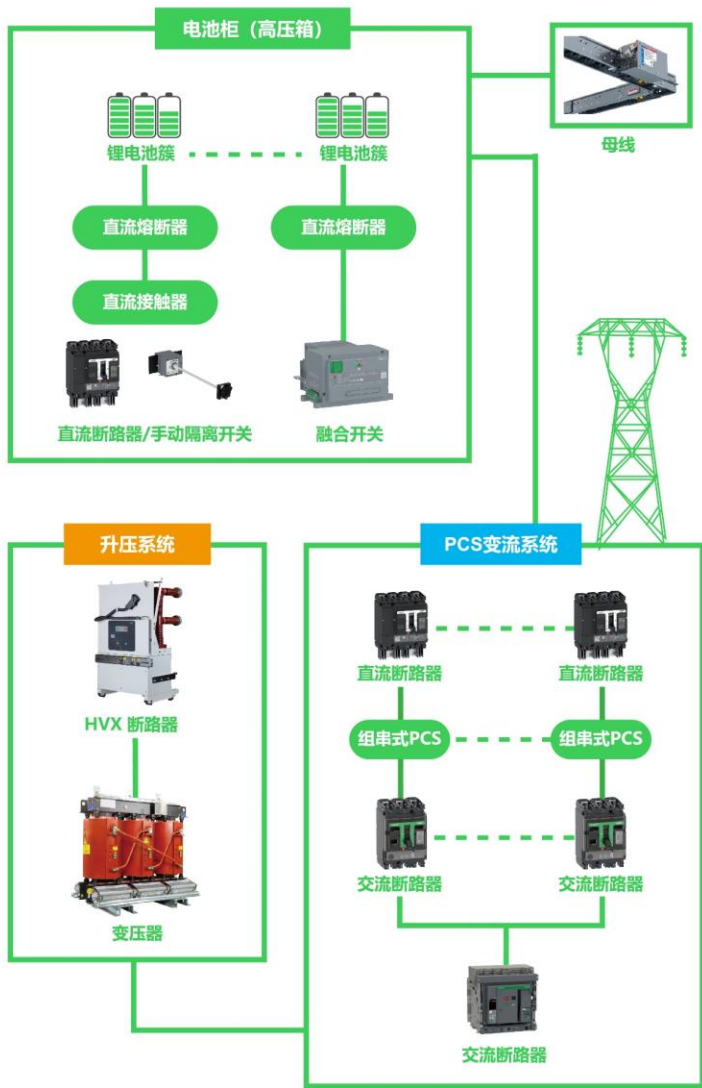 电池柜（高压箱）
母线
锂电池簇
锂电池簇
直流熔断器
直流熔断器
直流接触器
直流断路器/手动隔离开关
融合开关
升压系统
PCS变流系统
HVX 断路器
变压器
直流断路器
直流断路器
组串式PCS
组串式PCS
交流断路器
交流断路器
交流断路器